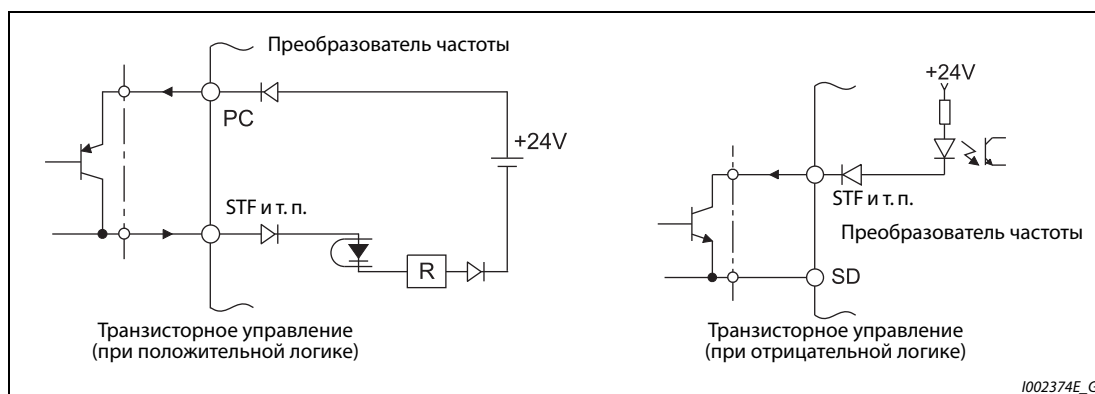 Преобразователь частоты
PC
+24V
STF и т. п.
R
Транзисторное управление
(при положительной логике)
+24V
STF и т. п.
Преобразователь частоты
SD
Транзисторное управление
(при отрицательной логике)
I002374E_G